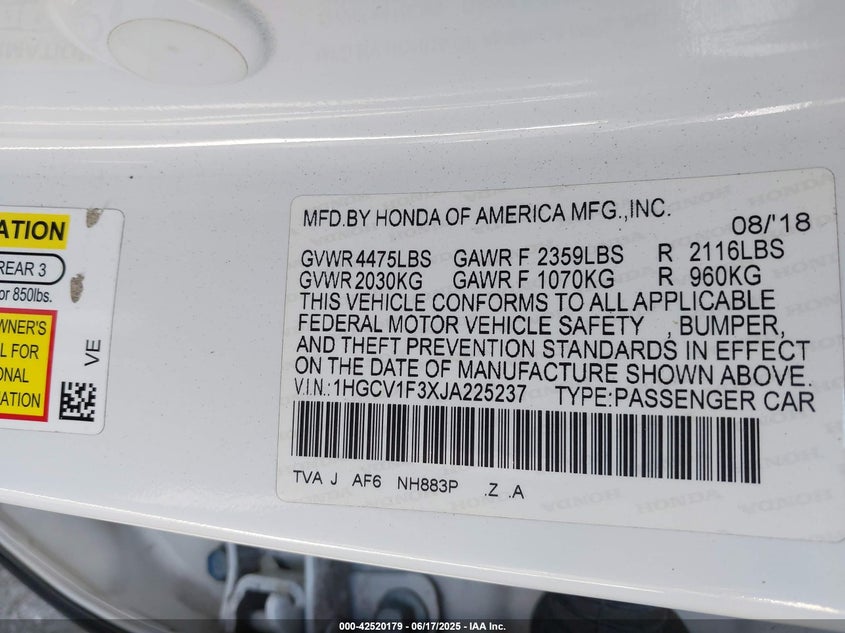 ATION
REAR 3
or 850lbs.
WNER'S
L FOR
ONAL
ATION
VE
MFD.BY HONDA OF AMERICA MFG.,INC.
08/'18
GVWR 4475LBS GAWR F 2359LBS R 2116LBS
GVWR 2030KG GAWR F 1070KG R 960KG
THIS VEHICLE CONFORMS TO ALL APPLICABLE
FEDERAL MOTOR VEHICLE SAFETY , BUMPER,
AND THEFT PREVENTION STANDARDS IN EFFECT
ON THE DATE OF MANUFACTURE SHOWN ABOVE.
V.I.N.:1HGCV1F3XJA225237 TYPE:PASSENGER CAR
TVA J AF6 NH883P .Z .A
000-42520179 — 06/17/2025 — IAA Inc.